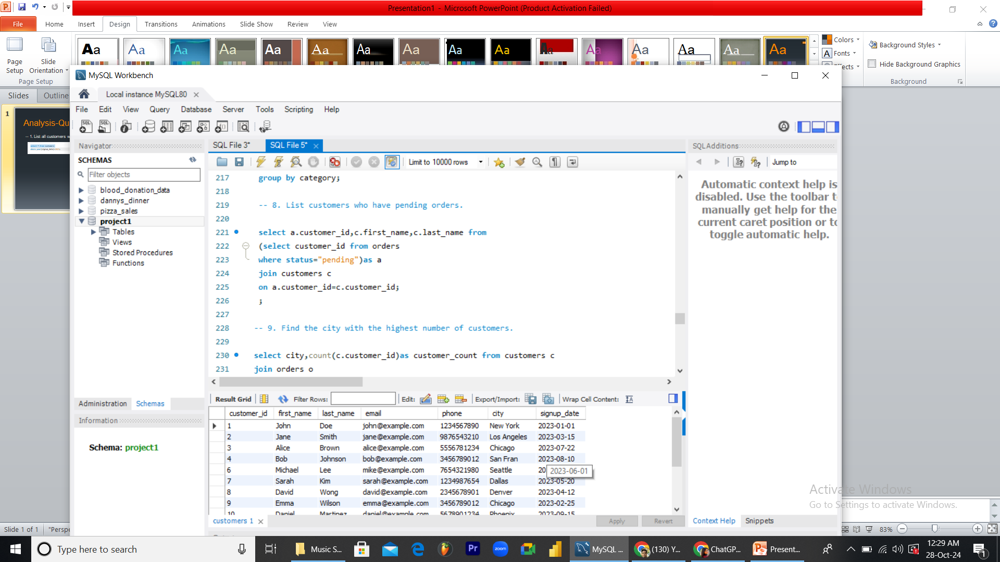 Presentation1 - Microsoft PowerPoint (Product Activation Failed)
File Home Insert Design Transitions Animations Slide Show Review View
Aa Aa Aa Aa Aa Aa Aa Aa Aa Aa Aa Aa Aa Aa Aa Aa
Colors
Fonts
Background Styles
Hide Background Graphics
Page Setup
Slide Orientation
Page Setup
Background
Slides Outline
1
Analysis-Qu
-- 1. List all customers w
MySQL Workbench
Local instance MySQL80
File Edit View Query Database Server Tools Scripting Help
Navigator
SCHEMAS
Filter objects
blood_donation_data
dannys_dinner
pizza_sales
project1
Tables
Views
Stored Procedures
Functions
Administration Schemas
Information
Schema: project1
SQL File 3* SQL File 5*
Limit to 10000 rows
217 group by category;
218
219 -- 8. List customers who have pending orders.
220
221 select a.customer_id,c.first_name,c.last_name from
222 (select customer_id from orders
223 where status="pending")as a
224 join customers c
225 on a.customer_id=c.customer_id;
226 ;
227
228 -- 9. Find the city with the highest number of customers.
229
230 select city,count(c.customer_id)as customer_count from customers c
231 join orders o
Result Grid Filter Rows: Edit: Export/Import: Wrap Cell Content:
customer_id first_name last_name email phone city signup_date
1 John Doe john@example.com 1234567890 New York 2023-01-01
2 Jane Smith jane@example.com 9876543210 Los Angeles 2023-03-15
3 Alice Brown alice@example.com 5556781234 Chicago 2023-07-22
4 Bob Johnson bob@example.com 3456789012 San Fran 2023-08-10
6 Michael Lee mike@example.com 7654321980 Seattle 20
2023-06-01
7 Sarah Kim sarah@example.com 1234987654 Dallas 2023-05-20
8 David Wong david@example.com 2345678901 Denver 2023-04-12
9 Emma Wilson emma@example.com 3456789012 Chicago 2023-02-25
10 Daniel Martinez daniel@example.com 5678901234 Phoenix 2023-09-15
customers 1
Apply Revert
SQLAdditions
Jump to
Automatic context help is
disabled. Use the toolbar t
manually get help for the
current caret position or to
toggle automatic help.
Context Help Snippets
Activate Windows
Go to Settings to activate Windows.
Slide 1 of 1 "Perspe
83%
Type here to search
Music S...
Pr
zoom
MySQL ...
(130) Y...
ChatGP...
Present...
12:29 AM
28-Oct-24
1